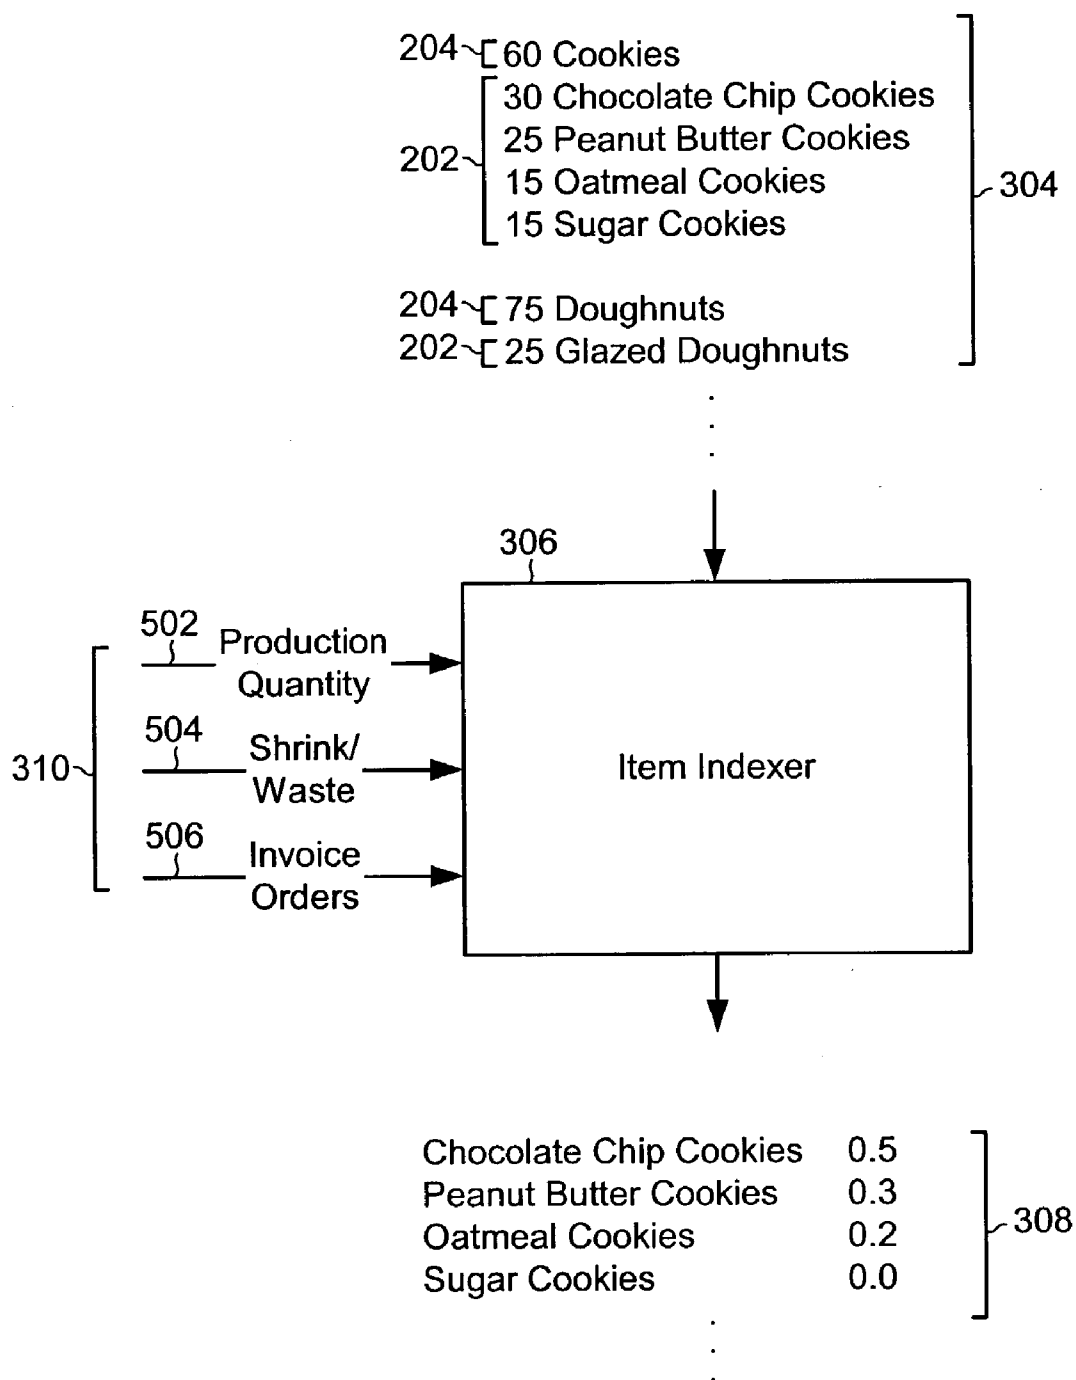 204 60 Cookies
30 Chocolate Chip Cookies
25 Peanut Butter Cookies
202
15 Oatmeal Cookies
304
15 Sugar Cookies
204 75 Doughnuts
202 25 Glazed Doughnuts
306
502
Production
Quantity
504
Shrink/
Waste
310
Item Indexer
506
Invoice
Orders
Chocolate Chip Cookies 0.5
Peanut Butter Cookies 0.3
308
Oatmeal Cookies 0.2
Sugar Cookies 0.0